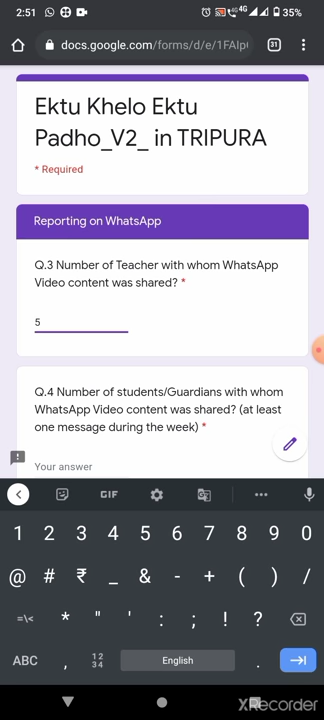 2:51 4G 4G 35%
docs.google.com/forms/d/e/1FAIp 31
Ektu Khelo Ektu
Padho_V2_ in TRIPURA
* Required
Reporting on WhatsApp
Q.3 Number of Teacher with whom WhatsApp
Video content was shared? *
5
Q.4 Number of students/Guardians with whom
WhatsApp Video content was shared? (at least
one message during the week) *
Your answer
GIF
1 2 3 4 5 6 7 8 9 0
@ # ₹ _ & - + ( ) /
=\< * " ' : ; ! ?
ABC , 12 34 English .
XRecorder